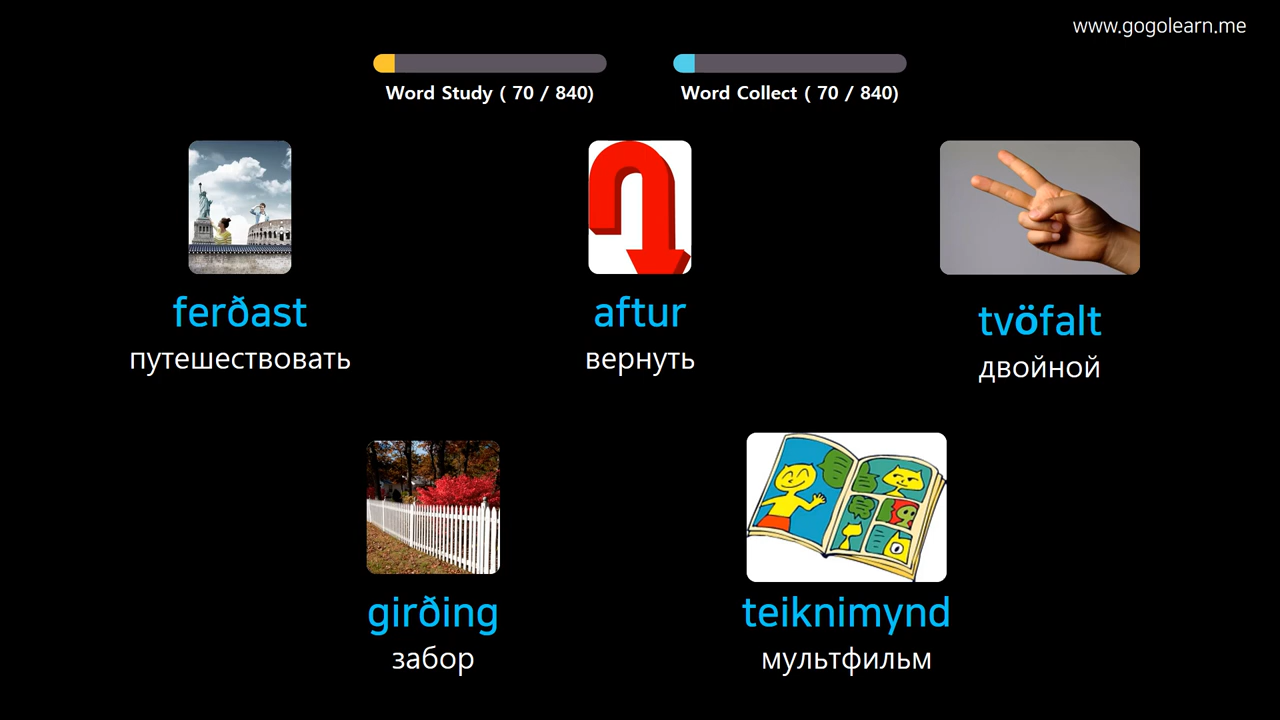 www.gogolearn.me
Word Study ( 70 / 840)
Word Collect ( 70 / 840)
ferðast
путешествовать
aftur
вернуть
tvöfalt
двойной
girðing
забор
teiknimynd
мультфильм